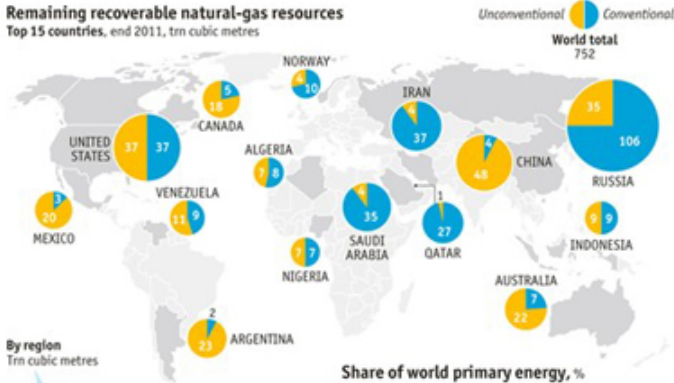 Remaining recoverable natural-gas resources
Top 15 countries, end 2011, trn cubic metres
Unconventional
Conventional
World total
752
NORWAY
4
10
IRAN
4
37
35
106
RUSSIA
5
18
CANADA
UNITED
STATES
37
37
ALGERIA
7
8
4
48
CHINA
VENEZUELA
11
9
3
20
MEXICO
4
35
SAUDI
ARABIA
1
27
QATAR
9
9
INDONESIA
7
7
NIGERIA
AUSTRALIA
7
22
2
23
ARGENTINA
By region
Trn cubic metres
Share of world primary energy, %